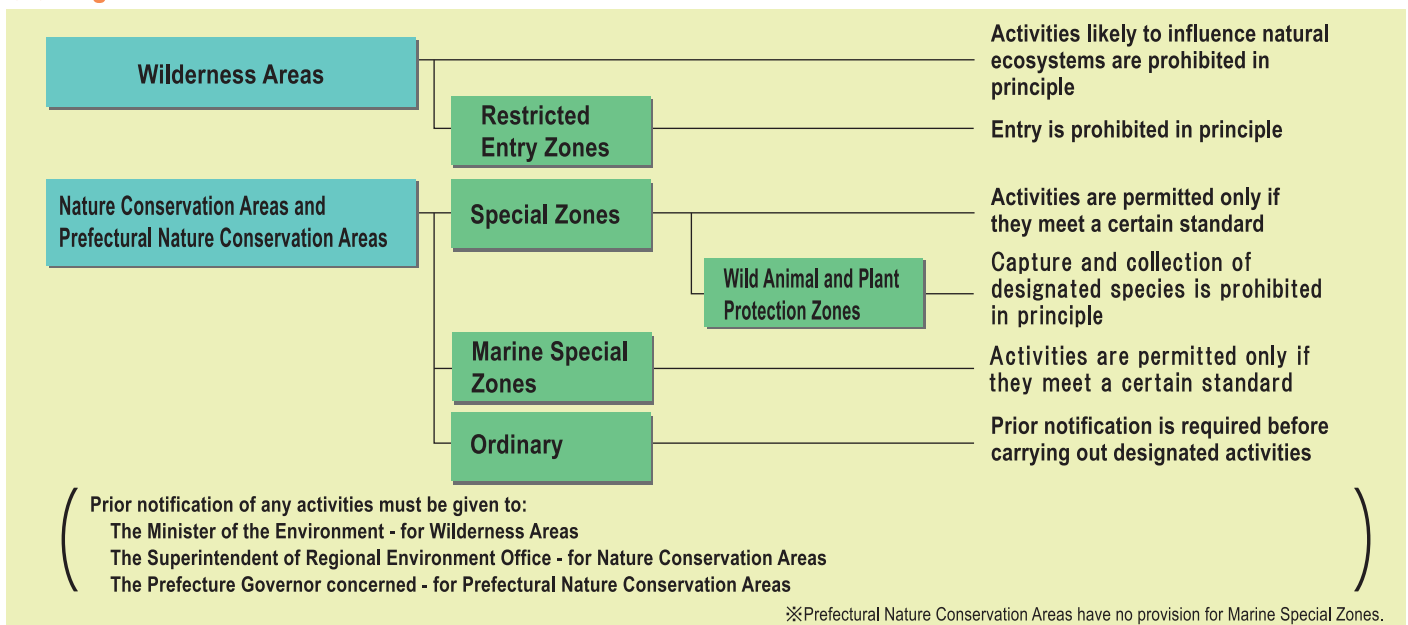 Wilderness Areas
Activities likely to influence natural
ecosystems are prohibited in
principle
Restricted
Entry Zones
Entry is prohibited in principle
Nature Conservation Areas and
Prefectural Nature Conservation Areas
Special Zones
Activities are permitted only if
they meet a certain standard
Wild Animal and Plant
Protection Zones
Capture and collection of
designated species is prohibited
in principle
Marine Special
Zones
Activities are permitted only if
they meet a certain standard
Ordinary
Prior notification is required before
carrying out designated activities
Prior notification of any activities must be given to:
The Minister of the Environment - for Wilderness Areas
The Superintendent of Regional Environment Office - for Nature Conservation Areas
The Prefecture Governor concerned - for Prefectural Nature Conservation Areas
※Prefectural Nature Conservation Areas have no provision for Marine Special Zones.